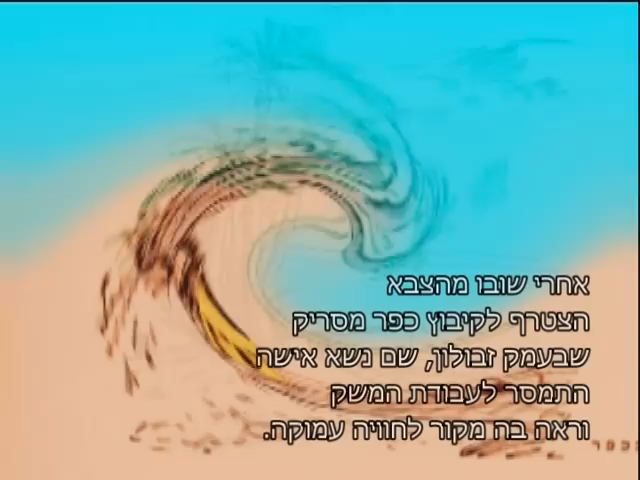 אחרי שובו מהצבא
הצטרף לקיבוץ כפר מסריק
שבעמק זבולון, שם נשא אישה
התמסר לעבודת המשק
וראה בה מקור לחוויה עמוקה.